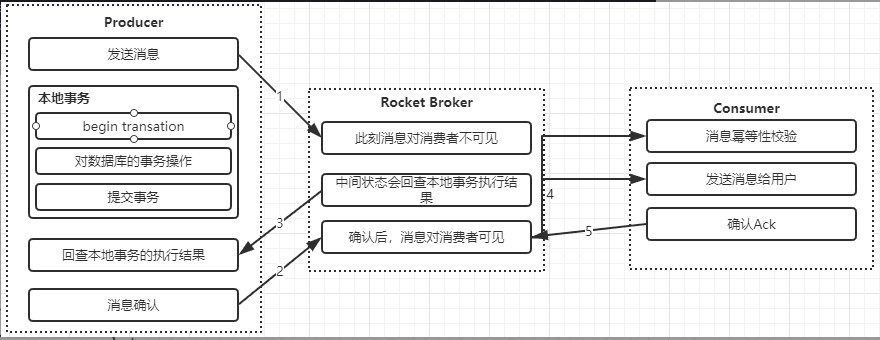 Producer
发送消息
本地事务
begin transation
对数据库的事务操作
提交事务
回查本地事务的执行结果
消息确认
1
3
2
Rocket Broker
此刻消息对消费者不可见
中间状态会回查本地事务执行结
果
确认后，消息对消费者可见
4
5
Consumer
消息幂等性校验
发送消息给用户
确认Ack